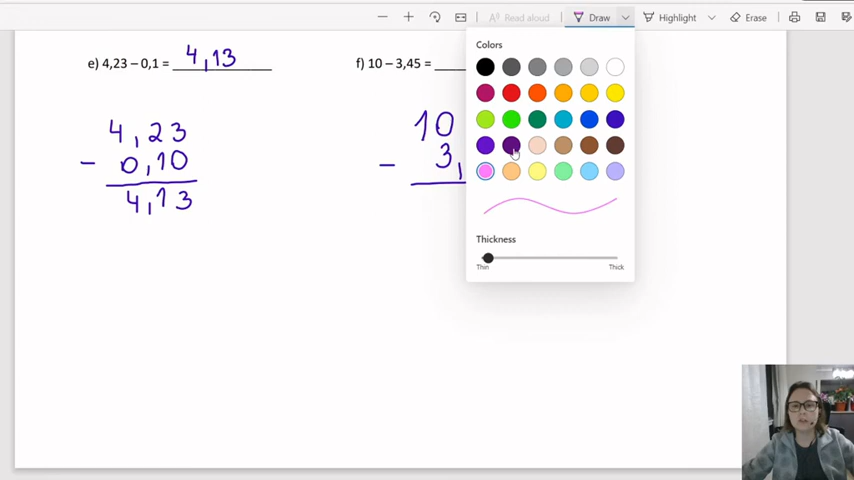 Read aloud Draw Highlight Erase
Colors
e) 4,23 – 0,1 = 4,13
f) 10 – 3,45 =
4,23
– 0,10
4,13
10
– 3,
Thickness
Thin Thick